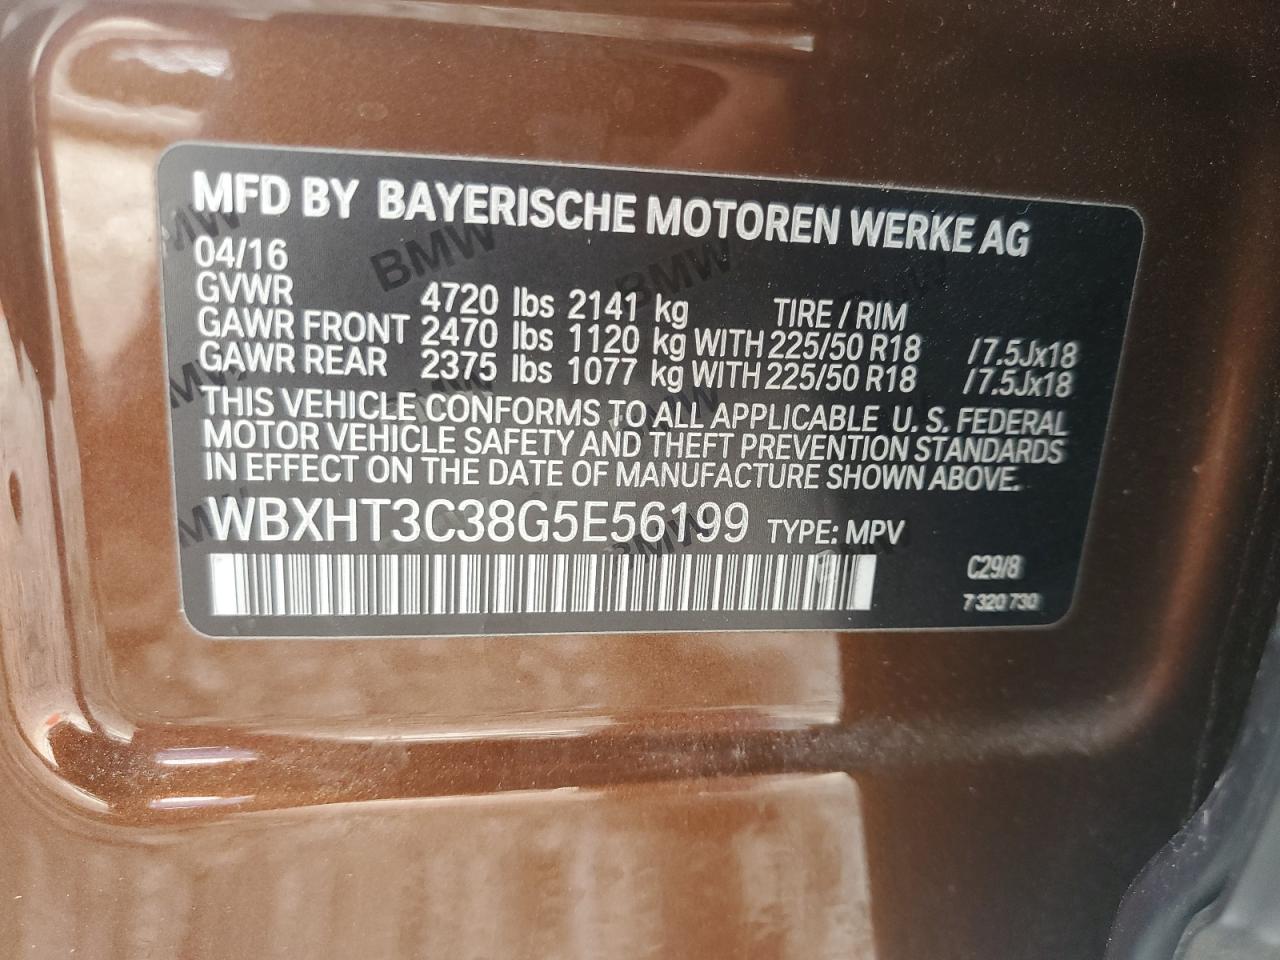 MFD BY BAYERISCHE MOTOREN WERKE AG
04/16
GVWR 4720 lbs 2141 kg TIRE / RIM
GAWR FRONT 2470 lbs 1120 kg WITH 225/50 R18 /7.5Jx18
GAWR REAR 2375 lbs 1077 kg WITH 225/50 R18 /7.5Jx18
THIS VEHICLE CONFORMS TO ALL APPLICABLE U. S. FEDERAL
MOTOR VEHICLE SAFETY AND THEFT PREVENTION STANDARDS
IN EFFECT ON THE DATE OF MANUFACTURE SHOWN ABOVE.
WBXHT3C38G5E56199 TYPE: MPV
C29/8
7 320 730